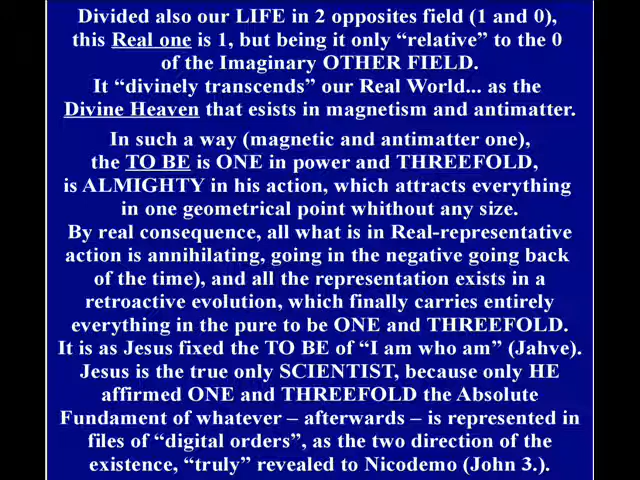 Divided also our LIFE in 2 opposites field (1 and 0),
this Real one is 1, but being it only “relative” to the 0
of the Imaginary OTHER FIELD.
It “divinely transcends” our Real World... as the
Divine Heaven that esists in magnetism and antimatter.
In such a way (magnetic and antimatter one),
the TO BE is ONE in power and THREEFOLD,
is ALMIGHTY in his action, which attracts everything
in one geometrical point whithout any size.
By real consequence, all what is in Real-representative
action is annihilating, going in the negative going back
of the time), and all the representation exists in a
retroactive evolution, which finally carries entirely
everything in the pure to be ONE and THREEFOLD.
It is as Jesus fixed the TO BE of “I am who am” (Jahve).
Jesus is the true only SCIENTIST, because only HE
affirmed ONE and THREEFOLD the Absolute
Fundament of whatever – afterwards – is represented in
files of “digital orders”, as the two direction of the
existence, “truly” revealed to Nicodemo (John 3.).